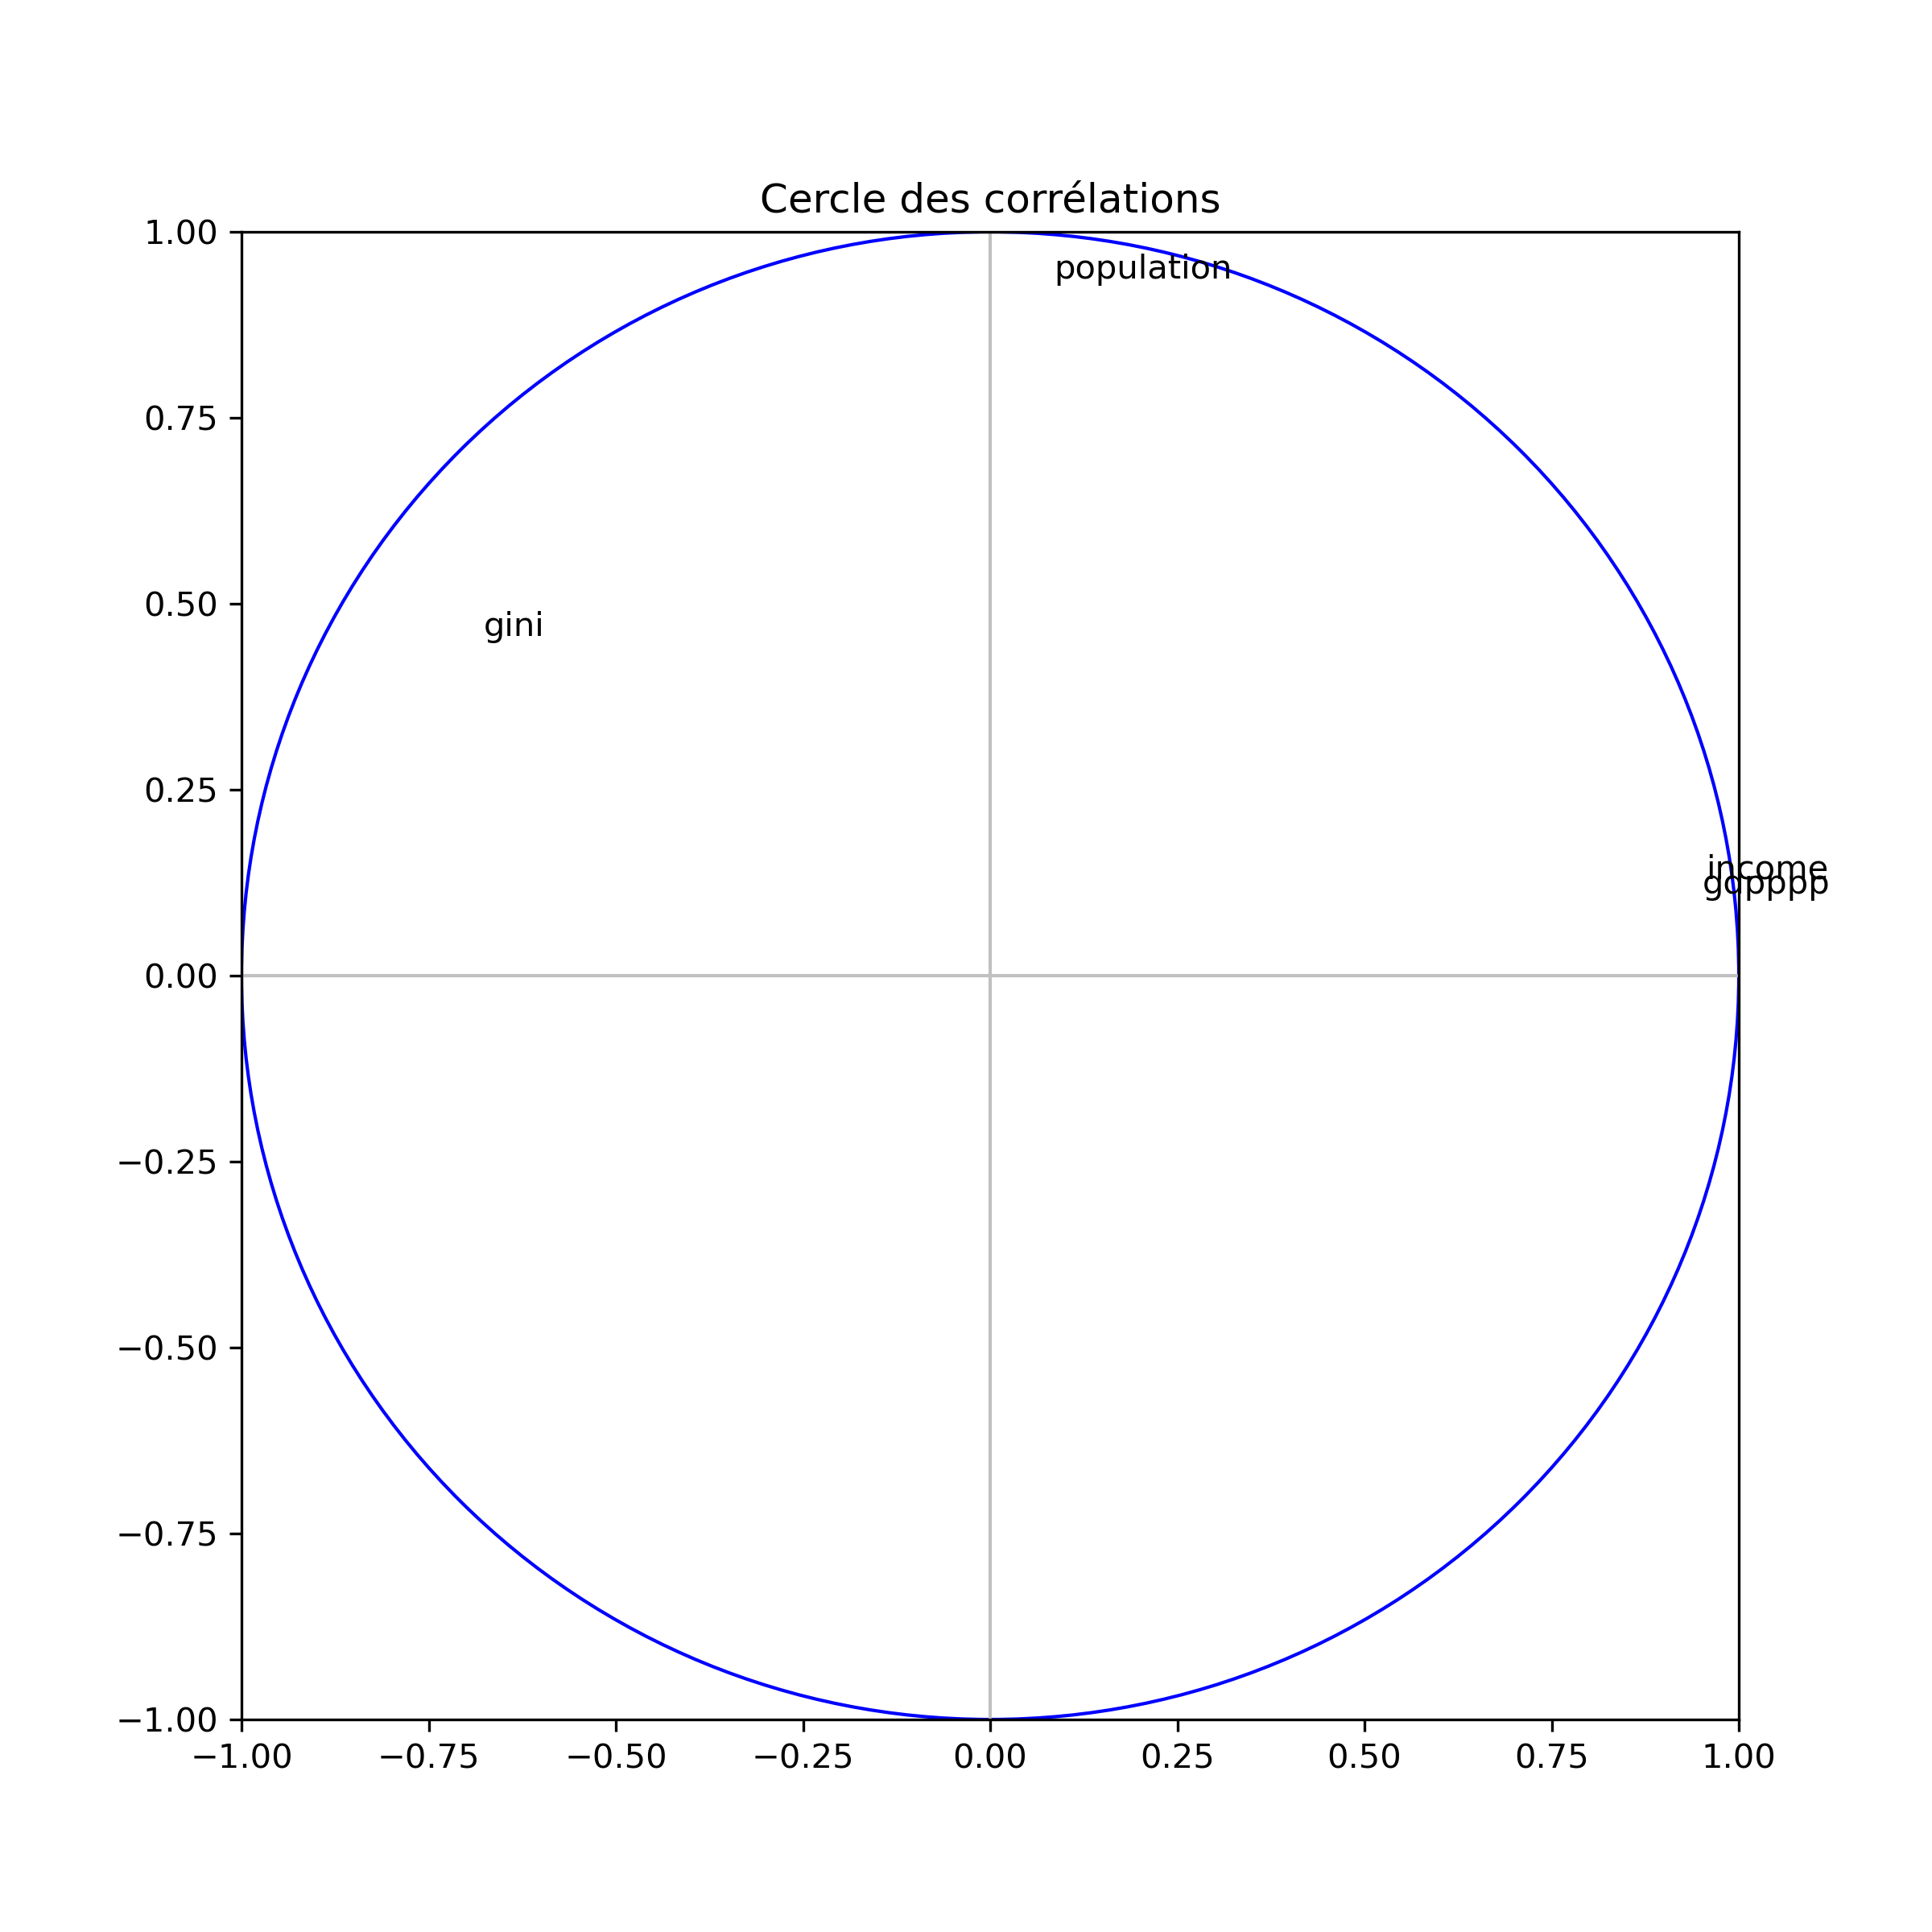 Cercle des corrélations
1.00
population
0.75
0.50
gini
0.25
income
gdpppp
0.00
−0.25
−0.50
−0.75
−1.00
−1.00 −0.75 −0.50 −0.25 0.00 0.25 0.50 0.75 1.00